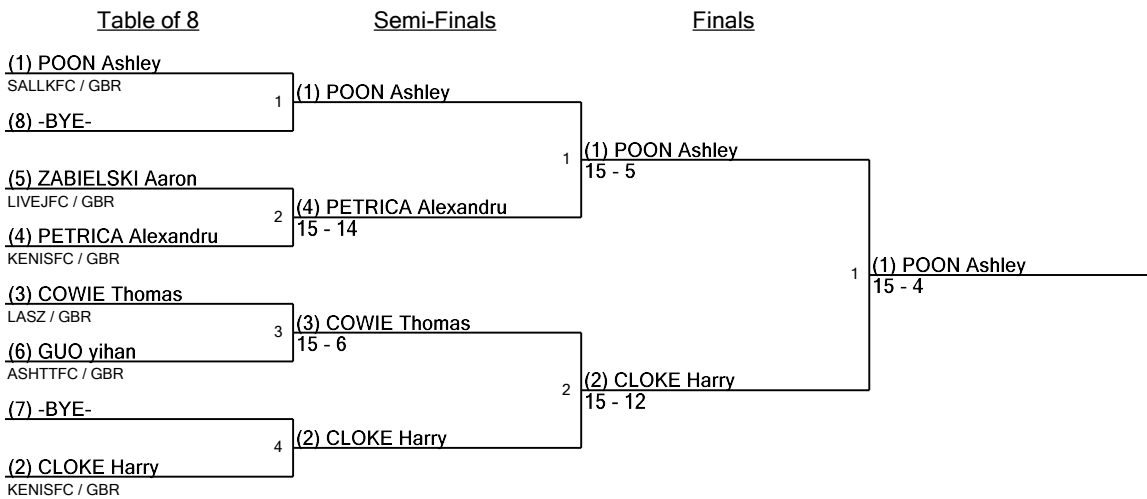 Table of 8
Semi-Finals
Finals
(1) POON Ashley
SALLKFC / GBR
1
(1) POON Ashley
(8) -BYE-
1
(1) POON Ashley
15 - 5
(5) ZABIELSKI Aaron
LIVEJFC / GBR
2
(4) PETRICA Alexandru
15 - 14
(4) PETRICA Alexandru
KENISFC / GBR
1
(1) POON Ashley
15 - 4
(3) COWIE Thomas
LASZ / GBR
3
(3) COWIE Thomas
15 - 6
(6) GUO yihan
ASHTTFC / GBR
2
(2) CLOKE Harry
15 - 12
(7) -BYE-
4
(2) CLOKE Harry
(2) CLOKE Harry
KENISFC / GBR